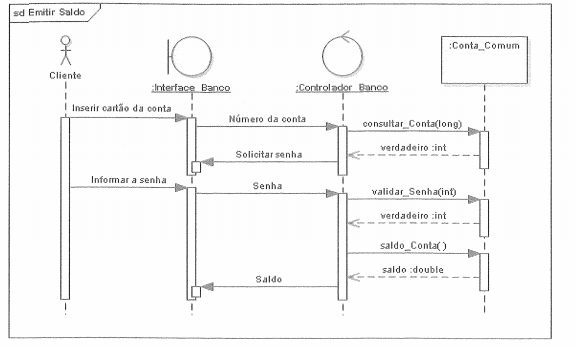 sd Emitir Saldo
Cliente
:Interface_Banco
:Controlador_Banco
:Conta_Comum
Inserir cartão da conta
Número da conta
consultar_Conta(long)
verdadeiro :int
Solicitar senha
Informar a senha
Senha
validar_Senha(int)
verdadeiro :int
saldo_Conta( )
saldo :double
Saldo